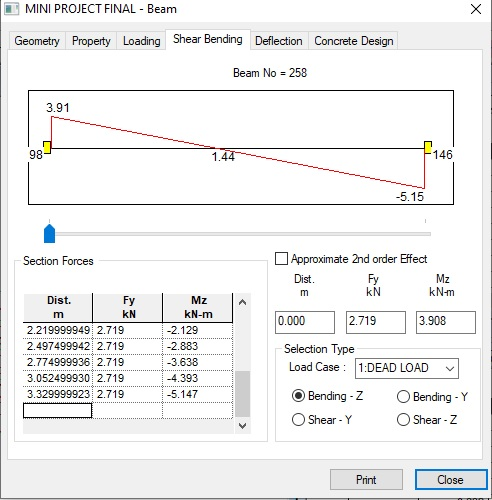 MINI PROJECT FINAL - Beam
Geometry Property Loading Shear Bending Deflection Concrete Design
Beam No = 258
3.91
98 1.44 146
-5.15
Section Forces
Dist. Fy Mz
m kN kN-m
2.219999949 2.719 -2.129
2.497499942 2.719 -2.883
2.774999936 2.719 -3.638
3.052499930 2.719 -4.393
3.329999923 2.719 -5.147
Approximate 2nd order Effect
Dist. Fy Mz
m kN kN-m
0.000 2.719 3.908
Selection Type
Load Case : 1:DEAD LOAD
Bending - Z Bending - Y
Shear - Y Shear - Z
Print Close